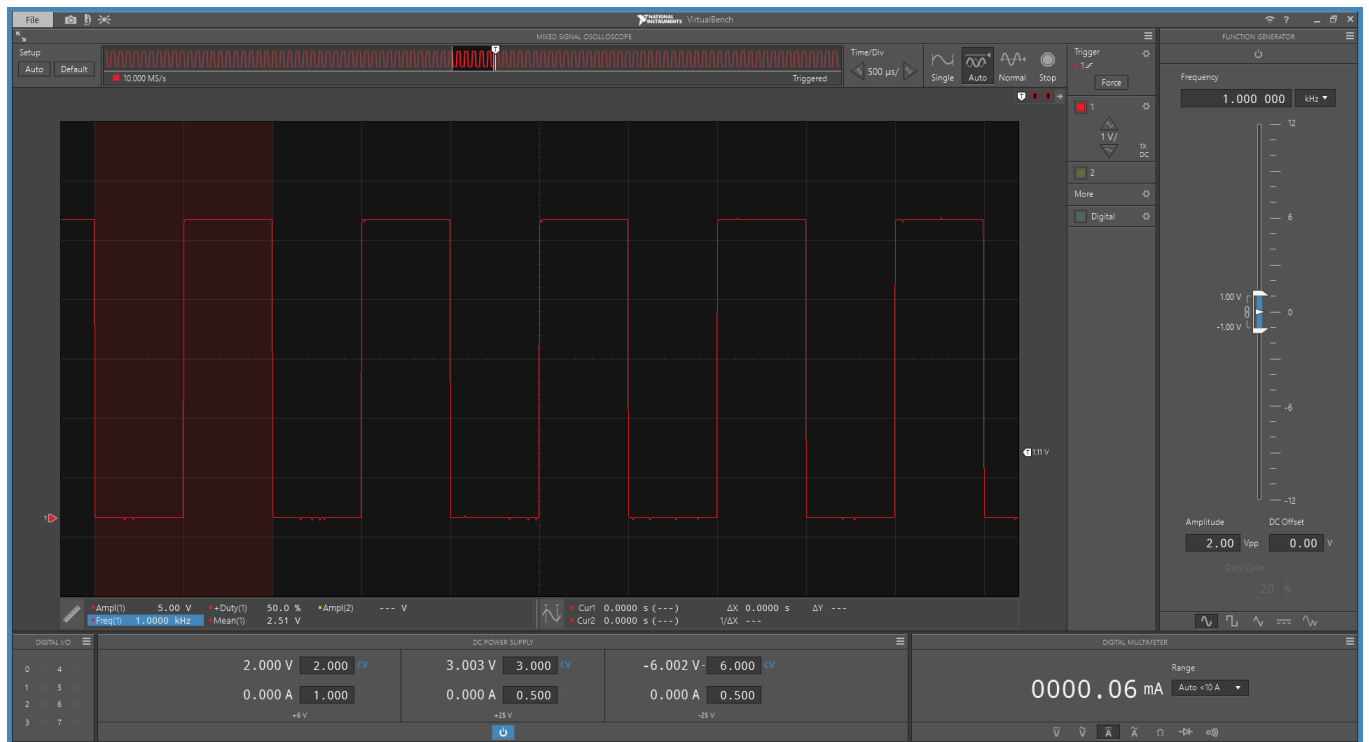 File
NATIONAL INSTRUMENTS VirtualBench
?
MIXED SIGNAL OSCILLOSCOPE
FUNCTION GENERATOR
Setup
Auto Default
10.000 MS/s
T
Triggered
Time/Div
500 µs/
Single Auto Normal Stop
Trigger
1
Force
T
1
1 V/
1X
DC
2
More
Digital
T 1.11 V
1
Frequency
1.000 000 kHz
12
6
0
-6
-12
1.00 V
-1.00 V
Amplitude DC Offset
2.00 Vpp 0.00 V
Duty Cycle
20 %
Ampl(1) 5.00 V +Duty(1) 50.0 % Ampl(2) --- V
Freq(1) 1.0000 kHz Mean(1) 2.51 V
Cur1 0.0000 s (---) ΔX 0.0000 s ΔY ---
Cur2 0.0000 s (---) 1/ΔX ---
DIGITAL I/O
0 4
1 5
2 6
3 7
DC POWER SUPPLY
2.000 V 2.000 CV
0.000 A 1.000
+6 V
3.003 V 3.000 CV
0.000 A 0.500
+25 V
-6.002 V - 6.000 CV
0.000 A 0.500
-25 V
DIGITAL MULTIMETER
0000.06 mA
Range
Auto <10 A
V V A A Ω